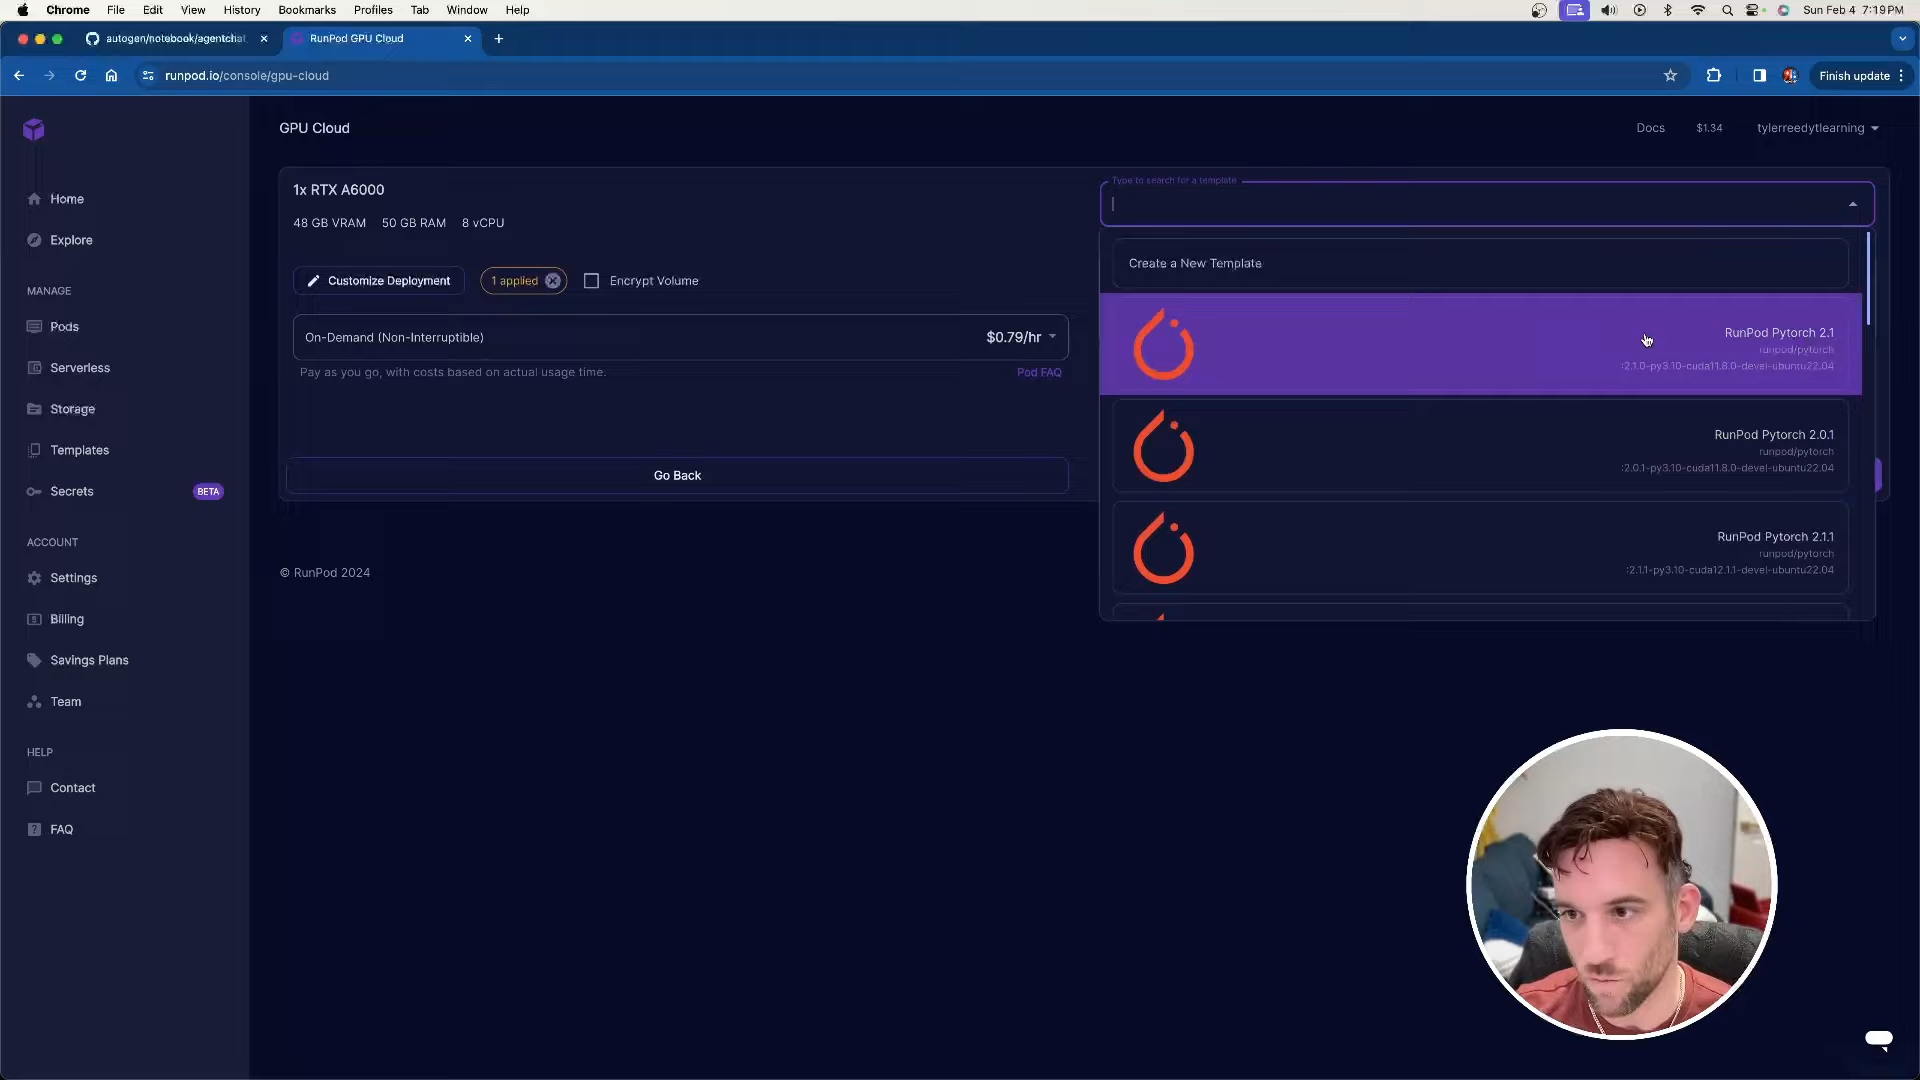 Chrome File Edit View History Bookmarks Profiles Tab Window Help Sun Feb 4 7:19 PM
autogen/notebook/agentchat RunPod GPU Cloud
runpod.io/console/gpu-cloud Finish update
GPU Cloud Docs $1.34 tylerreedytlearning
Home
Explore
MANAGE
Pods
Serverless
Storage
Templates
Secrets BETA
ACCOUNT
Settings
Billing
Savings Plans
Team
HELP
Contact
FAQ
1x RTX A6000
48 GB VRAM 50 GB RAM 8 vCPU
Customize Deployment 1 applied Encrypt Volume
On-Demand (Non-Interruptible) $0.79/hr
Pay as you go, with costs based on actual usage time. Pod FAQ
Go Back
© RunPod 2024
Type to search for a template
Create a New Template
RunPod Pytorch 2.1
runpod/pytorch
:2.1.0-py3.10-cuda11.8.0-devel-ubuntu22.04
RunPod Pytorch 2.0.1
runpod/pytorch
:2.0.1-py3.10-cuda11.8.0-devel-ubuntu22.04
RunPod Pytorch 2.1.1
runpod/pytorch
:2.1.1-py3.10-cuda12.1.1-devel-ubuntu22.04